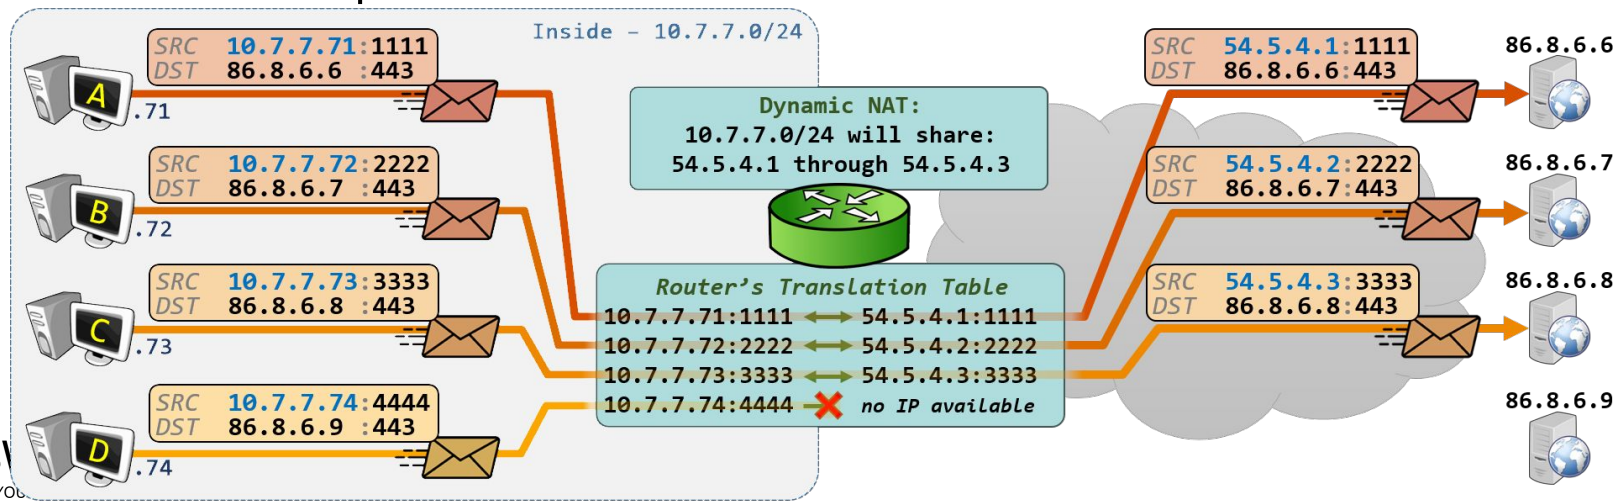 Inside – 10.7.7.0/24
SRC 10.7.7.71:1111
DST 86.8.6.6 :443
A
.71
SRC 10.7.7.72:2222
DST 86.8.6.7 :443
B
.72
SRC 10.7.7.73:3333
DST 86.8.6.8 :443
C
.73
SRC 10.7.7.74:4444
DST 86.8.6.9 :443
D
.74
Dynamic NAT:
10.7.7.0/24 will share:
54.5.4.1 through 54.5.4.3
Router’s Translation Table
10.7.7.71:1111 54.5.4.1:1111
10.7.7.72:2222 54.5.4.2:2222
10.7.7.73:3333 54.5.4.3:3333
10.7.7.74:4444 no IP available
SRC 54.5.4.1:1111
DST 86.8.6.6:443
86.8.6.6
SRC 54.5.4.2:2222
DST 86.8.6.7:443
86.8.6.7
SRC 54.5.4.3:3333
DST 86.8.6.8:443
86.8.6.8
86.8.6.9